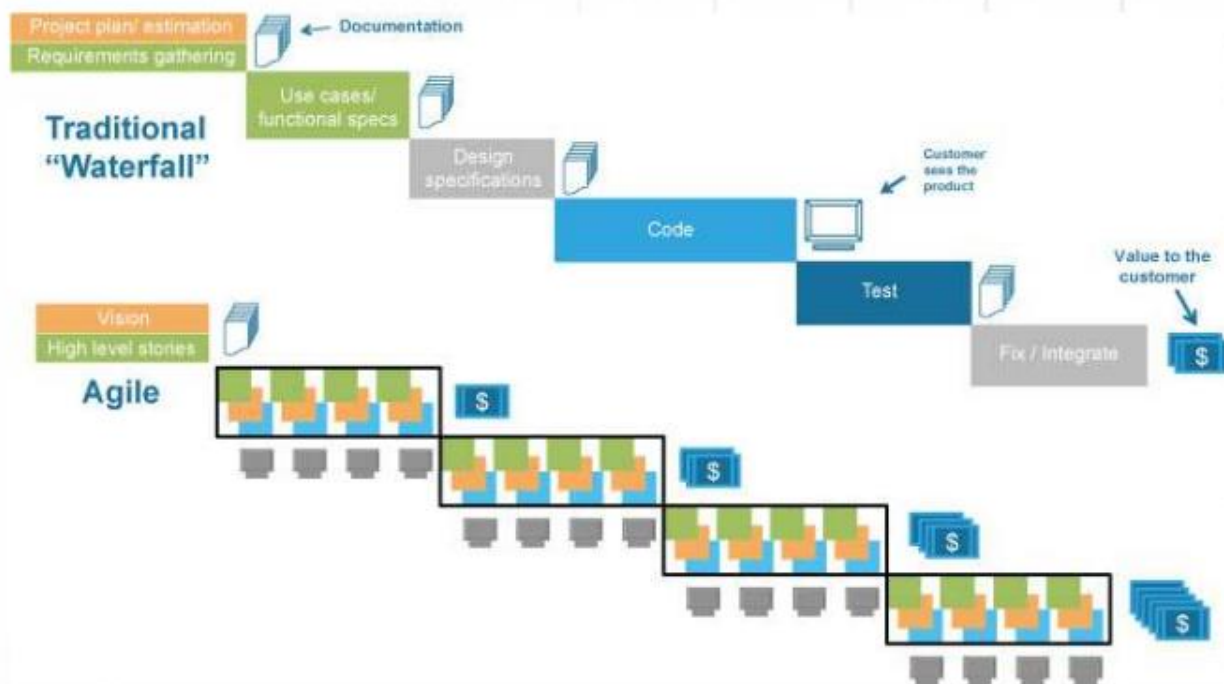 Project plan/ estimation
Requirements gathering
Documentation
Use cases/
functional specs
Traditional
“Waterfall”
Design
specifications
Customer
sees the
product
Code
Value to the
customer
Test
Fix / Integrate
$
Vision
High level stories
Agile
$
$
$
$